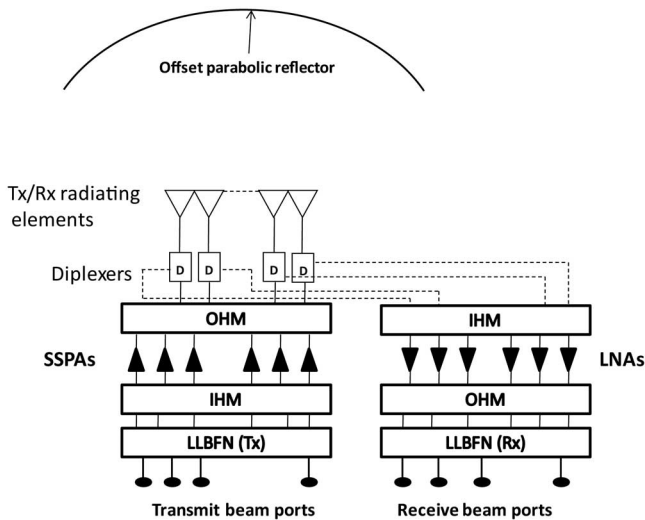 Offset parabolic reflector
Tx/Rx radiating
elements
Diplexers
D D D D
OHM
IHM
SSPAs
LNAs
IHM
OHM
LLBFN (Tx)
LLBFN (Rx)
Transmit beam ports
Receive beam ports